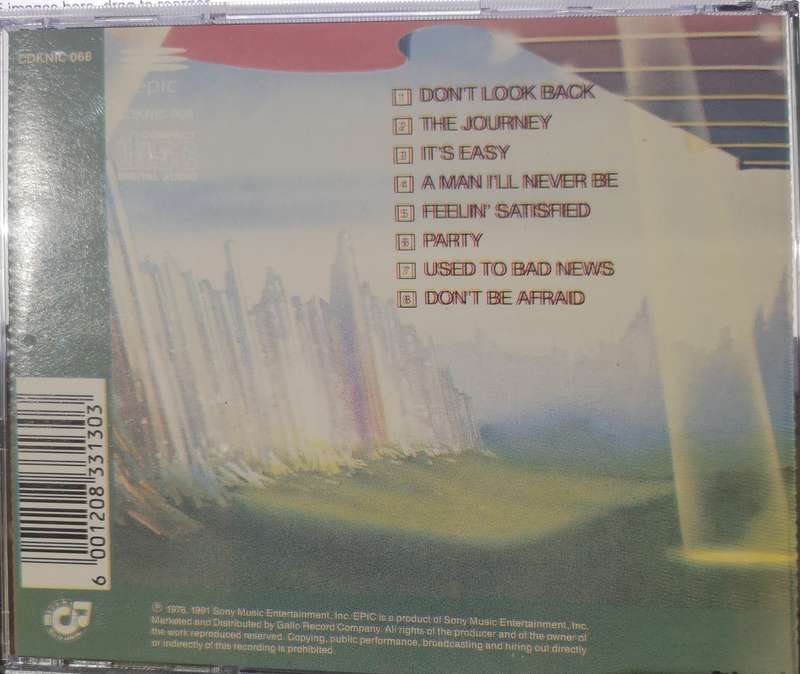 CDKNIC 068
epic
DIGITAL AUDIO
1 DON'T LOOK BACK
2 THE JOURNEY
3 IT'S EASY
4 A MAN I'LL NEVER BE
5 FEELIN' SATISFIED
6 PARTY
7 USED TO BAD NEWS
8 DON'T BE AFRAID
6 001208 331303
℗ 1978, 1991 Sony Music Entertainment, Inc. EPIC is a product of Sony Music Entertainment, Inc.
Marketed and Distributed by Gallo Record Company. All rights of the producer and of the owner of
the work reproduced reserved. Copying, public performance, broadcasting and hiring out directly
or indirectly of this recording is prohibited.